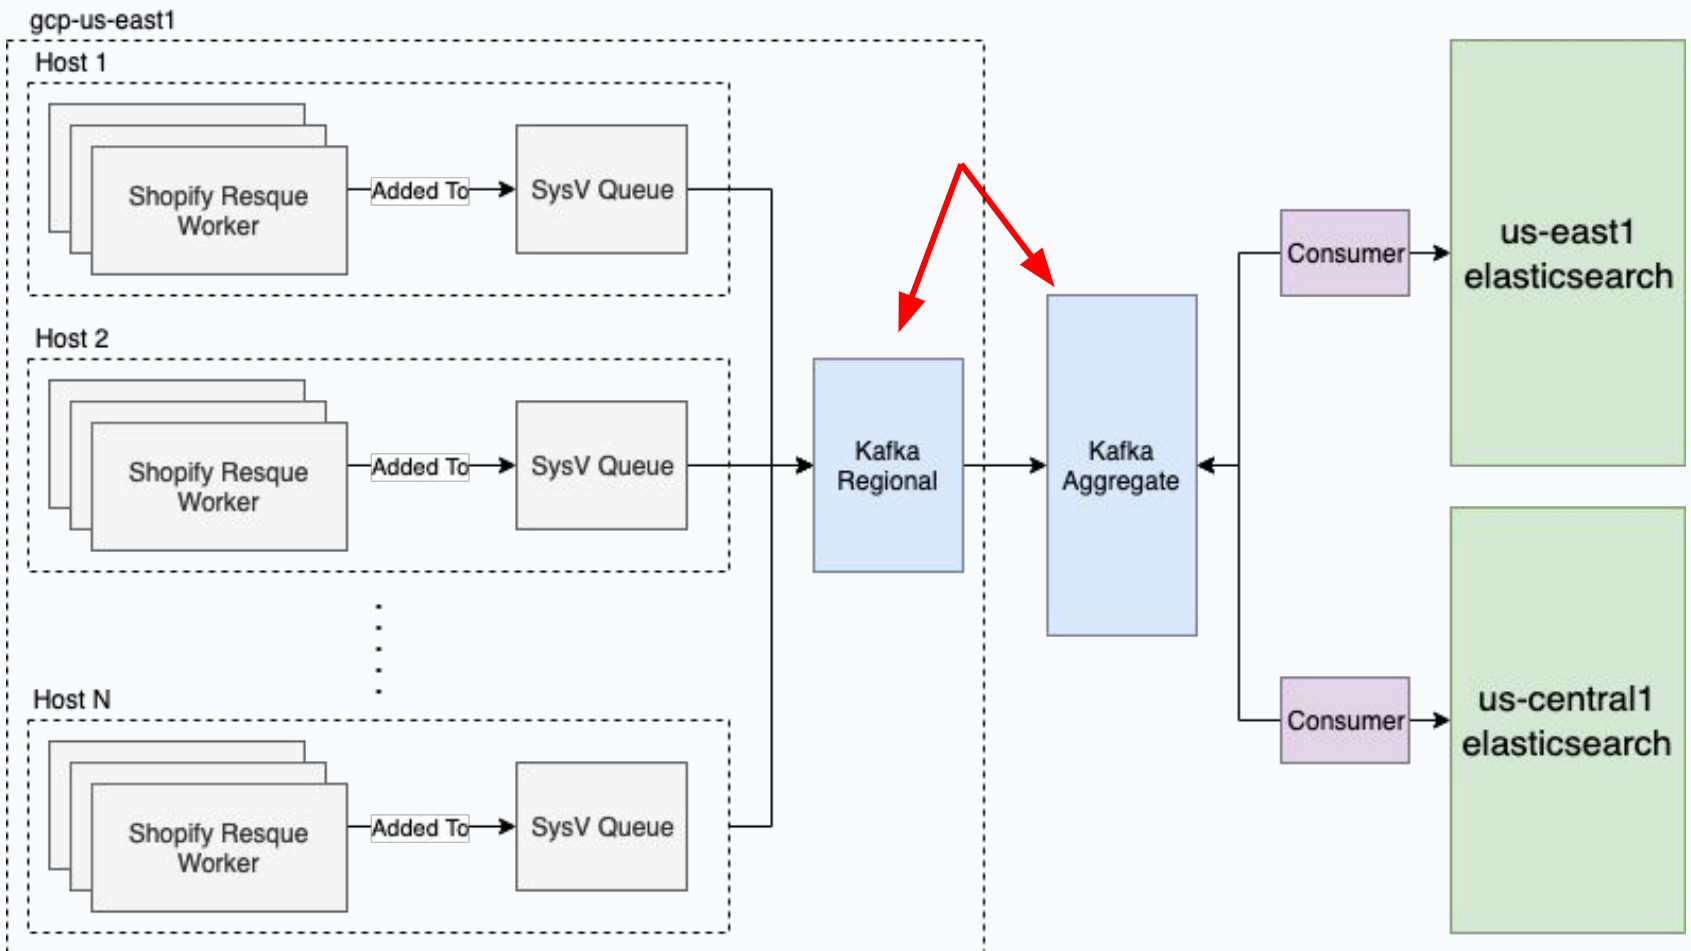 gcp-us-east1
Host 1
Shopify Resque
Worker
Added To
SysV Queue
Host 2
Shopify Resque
Worker
Added To
SysV Queue
Host N
Shopify Resque
Worker
Added To
SysV Queue
Kafka
Regional
Kafka
Aggregate
Consumer
us-east1
elasticsearch
Consumer
us-central1
elasticsearch